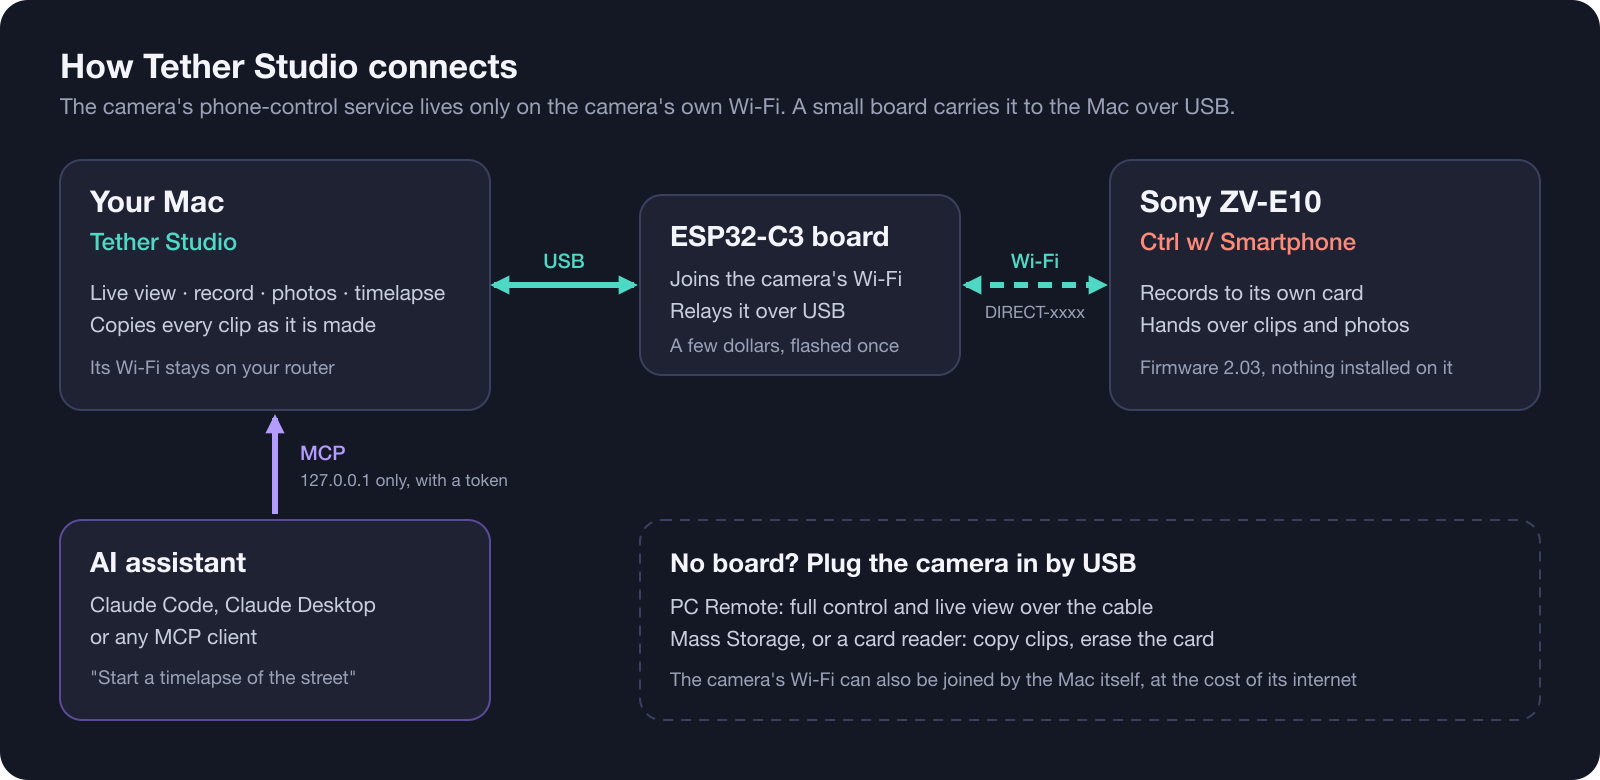 How Tether Studio connects
The camera's phone-control service lives only on the camera's own Wi-Fi. A small board carries it to the Mac over USB.
Your Mac
Tether Studio
Live view · record · photos · timelapse
Copies every clip as it is made
Its Wi-Fi stays on your router
USB
ESP32-C3 board
Joins the camera's Wi-Fi
Relays it over USB
A few dollars, flashed once
Wi-Fi
DIRECT-xxxx
Sony ZV-E10
Ctrl w/ Smartphone
Records to its own card
Hands over clips and photos
Firmware 2.03, nothing installed on it
MCP
127.0.0.1 only, with a token
AI assistant
Claude Code, Claude Desktop
or any MCP client
"Start a timelapse of the street"
No board? Plug the camera in by USB
PC Remote: full control and live view over the cable
Mass Storage, or a card reader: copy clips, erase the card
The camera's Wi-Fi can also be joined by the Mac itself, at the cost of its internet